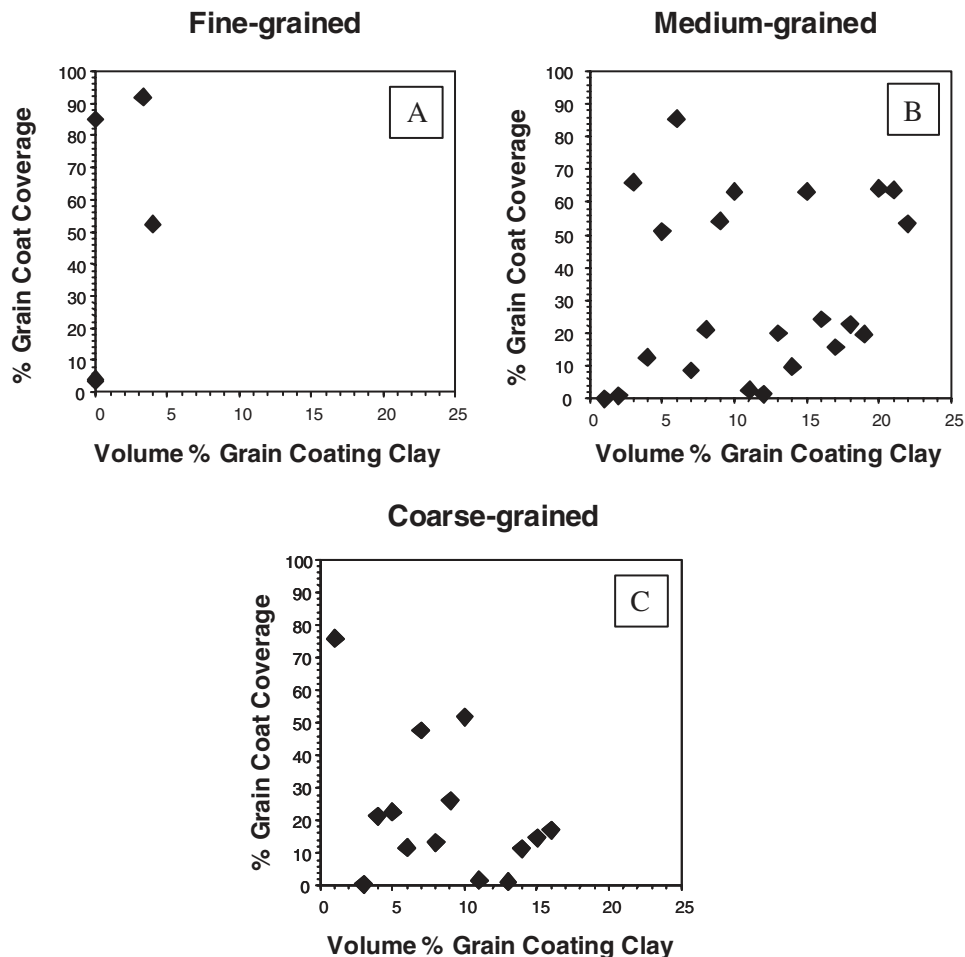 Fine-grained
Medium-grained
100
90
80
70
60
50
40
30
20
10
0
% Grain Coat Coverage
A
0 5 10 15 20 25
Volume % Grain Coating Clay
100
90
80
70
60
50
40
30
20
10
0
% Grain Coat Coverage
B
0 5 10 15 20 25
Volume % Grain Coating Clay
Coarse-grained
100
90
80
70
60
50
40
30
20
10
0
% Grain Coat Coverage
C
0 5 10 15 20 25
Volume % Grain Coating Clay